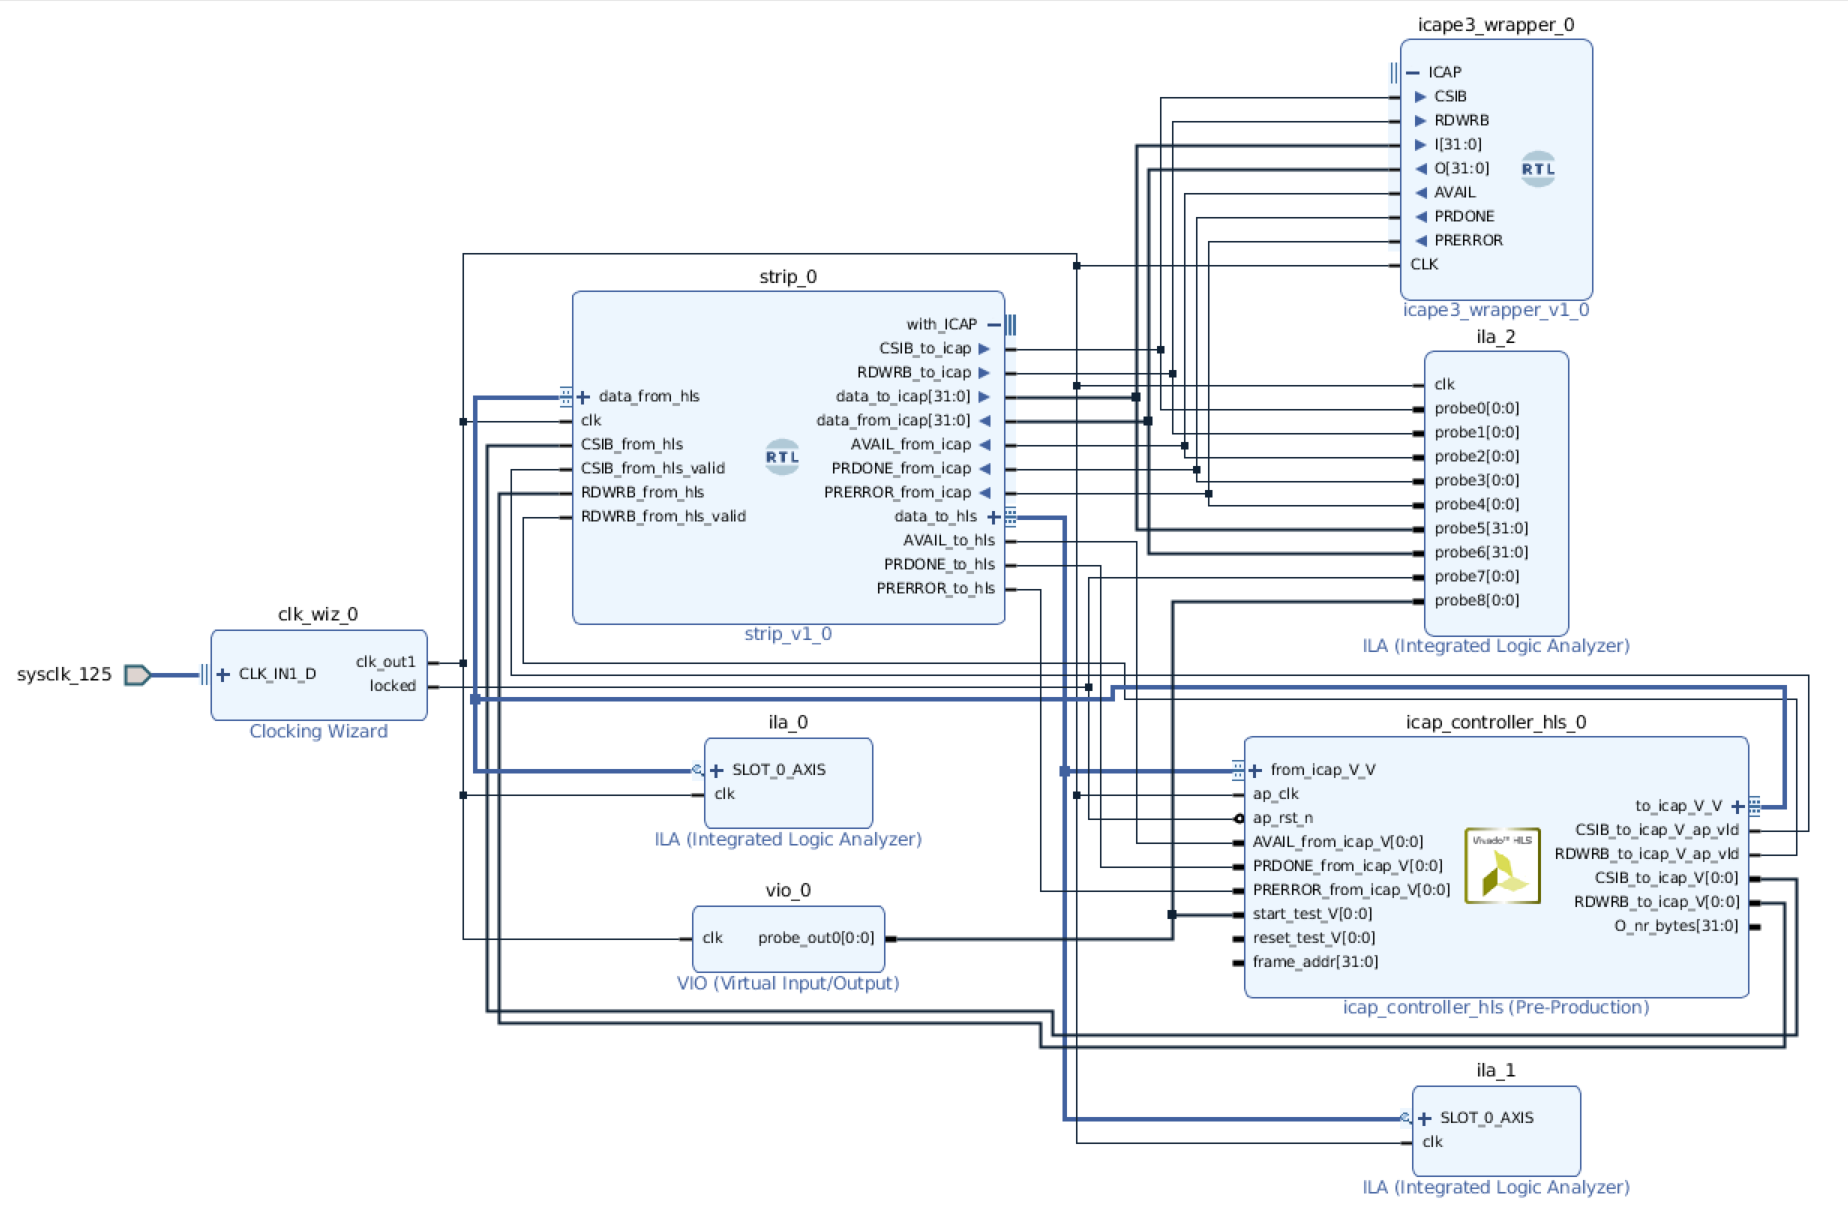 icape3_wrapper_0
ICAP
CSIB
RDWRB
I[31:0]
O[31:0]
RTL
AVAIL
PRDONE
PRERROR
CLK
icape3_wrapper_v1_0
strip_0
with_ICAP
CSIB_to_icap
RDWRB_to_icap
data_from_hls
data_to_icap[31:0]
clk
data_from_icap[31:0]
CSIB_from_hls
AVAIL_from_icap
RTL
CSIB_from_hls_valid
PRDONE_from_icap
RDWRB_from_hls
PRERROR_from_icap
RDWRB_from_hls_valid
data_to_hls
AVAIL_to_hls
PRDONE_to_hls
PRERROR_to_hls
strip_v1_0
ila_2
clk
probe0[0:0]
probe1[0:0]
probe2[0:0]
probe3[0:0]
probe4[0:0]
probe5[31:0]
probe6[31:0]
probe7[0:0]
probe8[0:0]
ILA (Integrated Logic Analyzer)
clk_wiz_0
sysclk_125
CLK_IN1_D
clk_out1
locked
Clocking Wizard
ila_0
SLOT_0_AXIS
clk
ILA (Integrated Logic Analyzer)
vio_0
clk
probe_out0[0:0]
VIO (Virtual Input/Output)
icap_controller_hls_0
from_icap_V_V
ap_clk
ap_rst_n
AVAIL_from_icap_V[0:0]
PRDONE_from_icap_V[0:0]
PRERROR_from_icap_V[0:0]
start_test_V[0:0]
reset_test_V[0:0]
frame_addr[31:0]
Vivado™ HLS
to_icap_V_V
CSIB_to_icap_V_ap_vld
RDWRB_to_icap_V_ap_vld
CSIB_to_icap_V[0:0]
RDWRB_to_icap_V[0:0]
O_nr_bytes[31:0]
icap_controller_hls (Pre-Production)
ila_1
SLOT_0_AXIS
clk
ILA (Integrated Logic Analyzer)